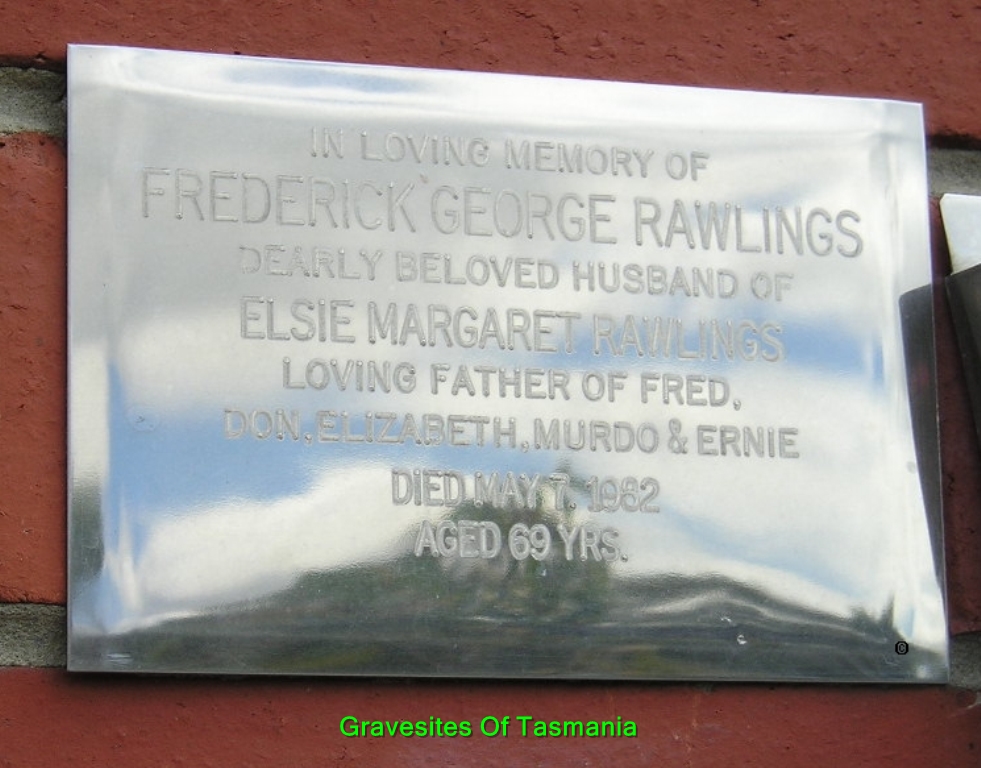 IN LOVING MEMORY OF
FREDERICK GEORGE RAWLINGS
DEARLY BELOVED HUSBAND OF
ELSIE MARGARET RAWLINGS
LOVING FATHER OF FRED,
DON, ELIZABETH, MURDO & ERNIE
DIED MAY 7. 1982
AGED 69 YRS.
©
Gravesites Of Tasmania